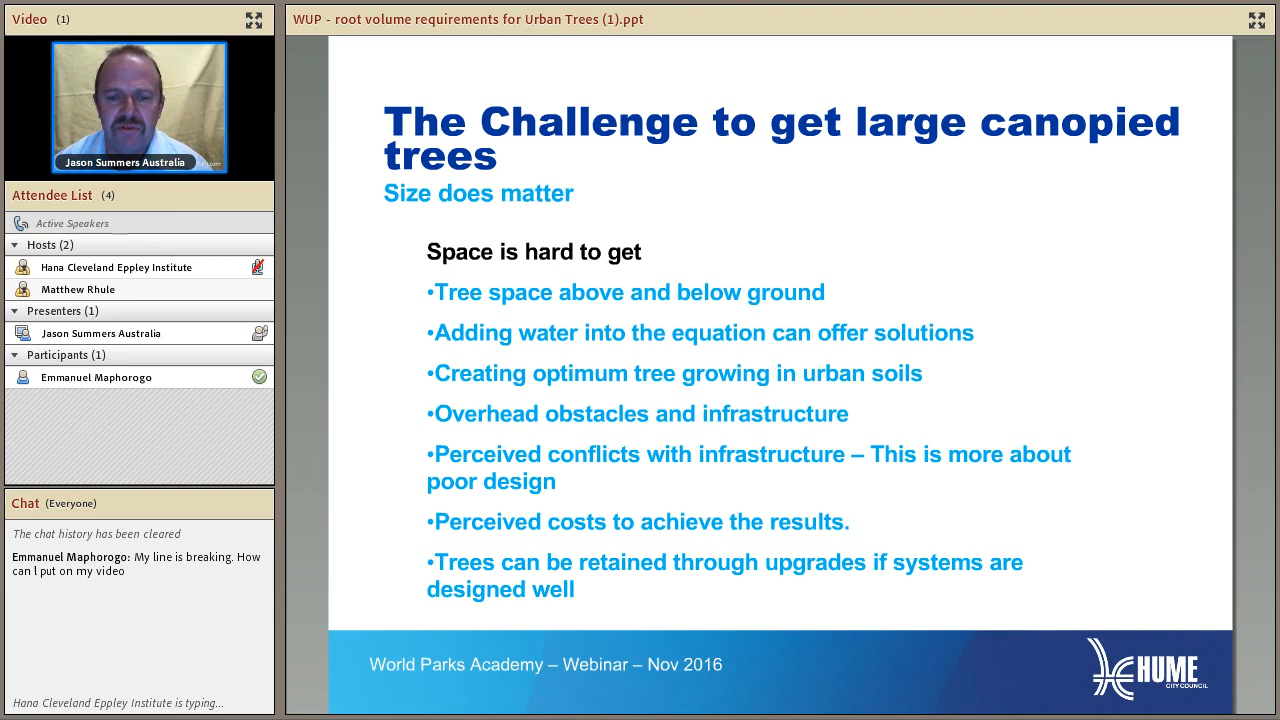 Video (1)
Jason Summers Australia
Attendee List (4)
Active Speakers
Hosts (2)
Hana Cleveland Eppley Institute
Matthew Rhule
Presenters (1)
Jason Summers Australia
Participants (1)
Emmanuel Maphorogo
Chat (Everyone)
The chat history has been cleared
Emmanuel Maphorogo: My line is breaking. How
can l put on my video
Hana Cleveland Eppley Institute is typing...
WUP - root volume requirements for Urban Trees (1).ppt
The Challenge to get large canopied
trees
Size does matter
Space is hard to get
•Tree space above and below ground
•Adding water into the equation can offer solutions
•Creating optimum tree growing in urban soils
•Overhead obstacles and infrastructure
•Perceived conflicts with infrastructure – This is more about
poor design
•Perceived costs to achieve the results.
•Trees can be retained through upgrades if systems are
designed well
World Parks Academy – Webinar – Nov 2016
HUME
CITY COUNCIL